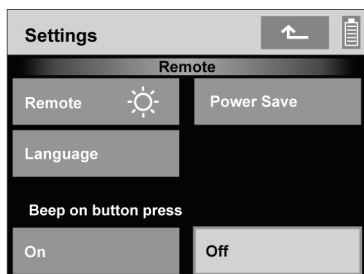 Settings
Remote
Remote
Power Save
Language
Beep on button press
On
Off